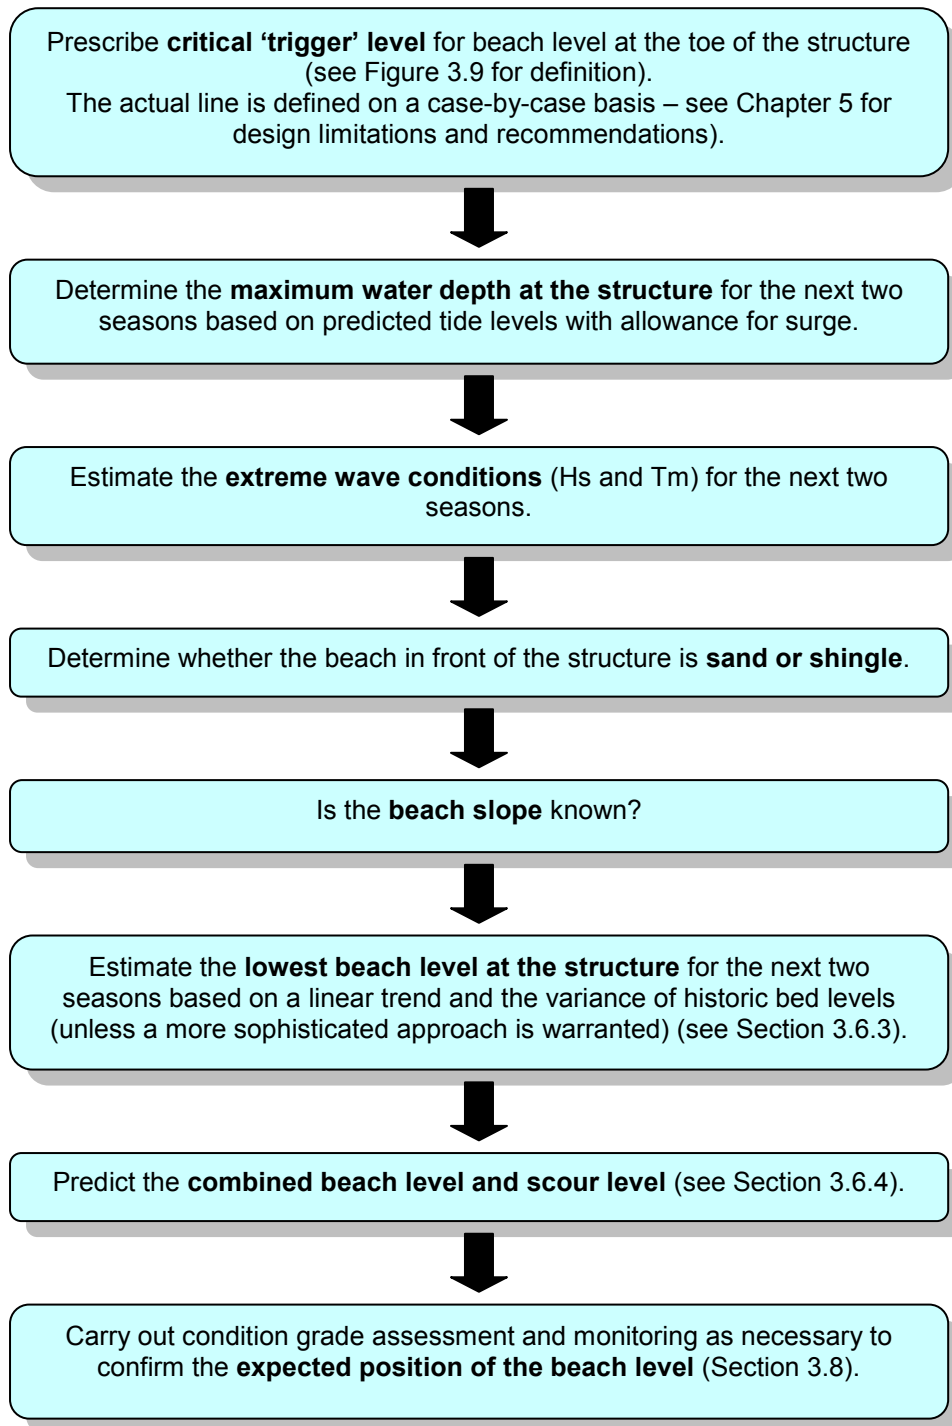 Prescribe critical ‘trigger’ level for beach level at the toe of the structure
(see Figure 3.9 for definition).
The actual line is defined on a case-by-case basis – see Chapter 5 for
design limitations and recommendations).
Determine the maximum water depth at the structure for the next two
seasons based on predicted tide levels with allowance for surge.
Estimate the extreme wave conditions (Hs and Tm) for the next two
seasons.
Determine whether the beach in front of the structure is sand or shingle.
Is the beach slope known?
Estimate the lowest beach level at the structure for the next two
seasons based on a linear trend and the variance of historic bed levels
(unless a more sophisticated approach is warranted) (see Section 3.6.3).
Predict the combined beach level and scour level (see Section 3.6.4).
Carry out condition grade assessment and monitoring as necessary to
confirm the expected position of the beach level (Section 3.8).